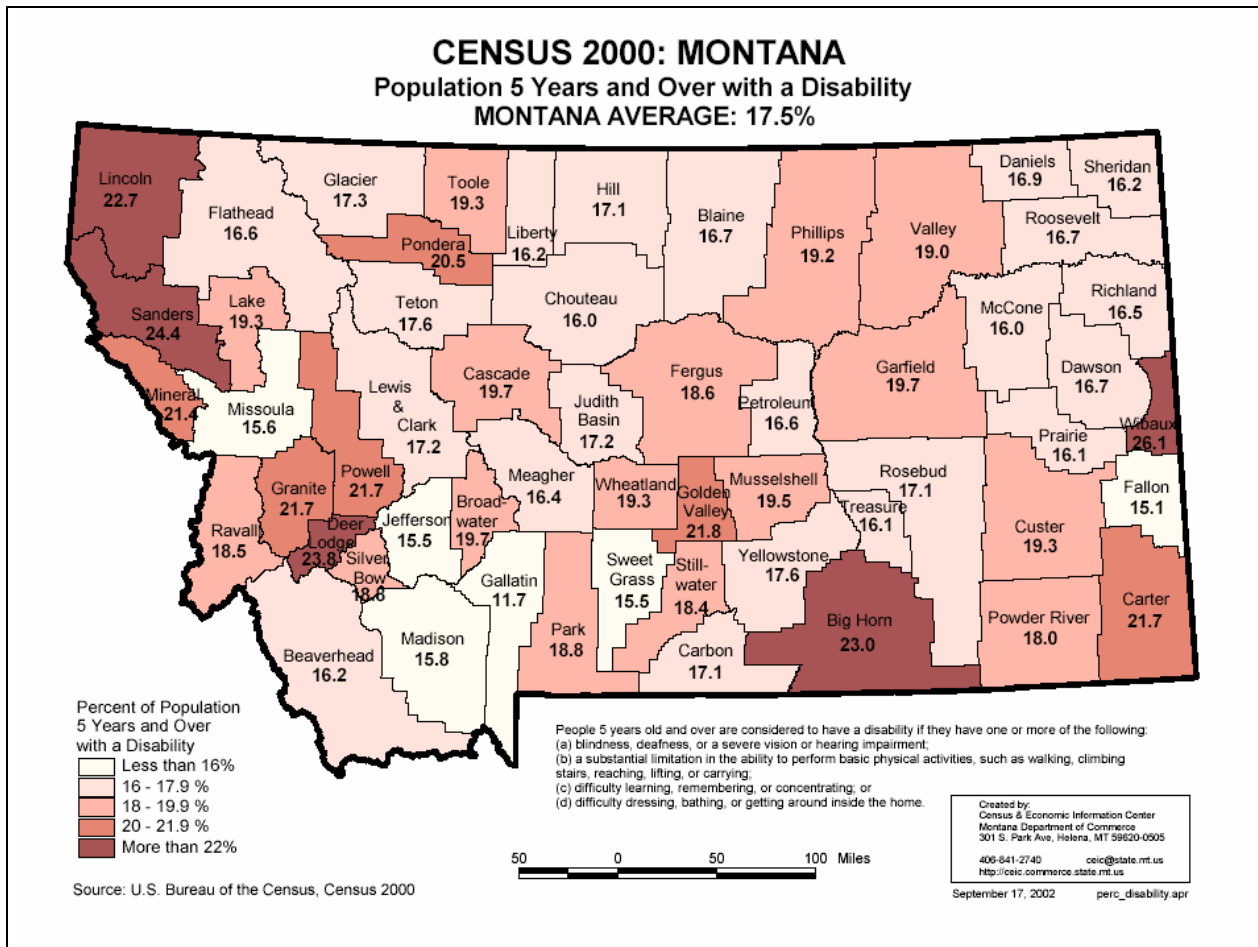 CENSUS 2000: MONTANA
Population 5 Years and Over with a Disability
MONTANA AVERAGE: 17.5%
Lincoln
22.7
Flathead
16.6
Glacier
17.3
Toole
19.3
Liberty
16.2
Hill
17.1
Blaine
16.7
Phillips
19.2
Valley
19.0
Daniels
16.9
Sheridan
16.2
Roosevelt
16.7
Pondera
20.5
Sanders
24.4
Lake
19.3
Teton
17.6
Chouteau
16.0
McCone
16.0
Richland
16.5
Mineral
21.4
Missoula
15.6
Lewis
&
Clark
17.2
Cascade
19.7
Judith
Basin
17.2
Fergus
18.6
Petroleum
16.6
Garfield
19.7
Dawson
16.7
Wibaux
26.1
Prairie
16.1
Ravalli
18.5
Granite
21.7
Powell
21.7
Deer
Lodge
23.8
Silver
Bow
18.8
Jefferson
15.5
Broad-
water
19.7
Meagher
16.4
Wheatland
19.3
Golden
Valley
21.8
Musselshell
19.5
Rosebud
17.1
Treasure
16.1
Custer
19.3
Fallon
15.1
Beaverhead
16.2
Madison
15.8
Gallatin
11.7
Park
18.8
Sweet
Grass
15.5
Still-
water
18.4
Yellowstone
17.6
Carbon
17.1
Big Horn
23.0
Powder River
18.0
Carter
21.7
Percent of Population
5 Years and Over
with a Disability
Less than 16%
16 - 17.9 %
18 - 19.9 %
20 - 21.9 %
More than 22%
People 5 years old and over are considered to have a disability if they have one or more of the following:
(a) blindness, deafness, or a severe vision or hearing impairment;
(b) a substantial limitation in the ability to perform basic physical activities, such as walking, climbing
stairs, reaching, lifting, or carrying;
(c) difficulty learning, remembering, or concentrating; or
(d) difficulty dressing, bathing, or getting around inside the home.
50 0 50 100 Miles
Created by:
Census & Economic Information Center
Montana Department of Commerce
301 S. Park Ave, Helena, MT 59620-0505
406-841-2740 ceic@state.mt.us
http://ceic.commerce.state.mt.us
September 17, 2002 perc_disability.apr
Source: U.S. Bureau of the Census, Census 2000